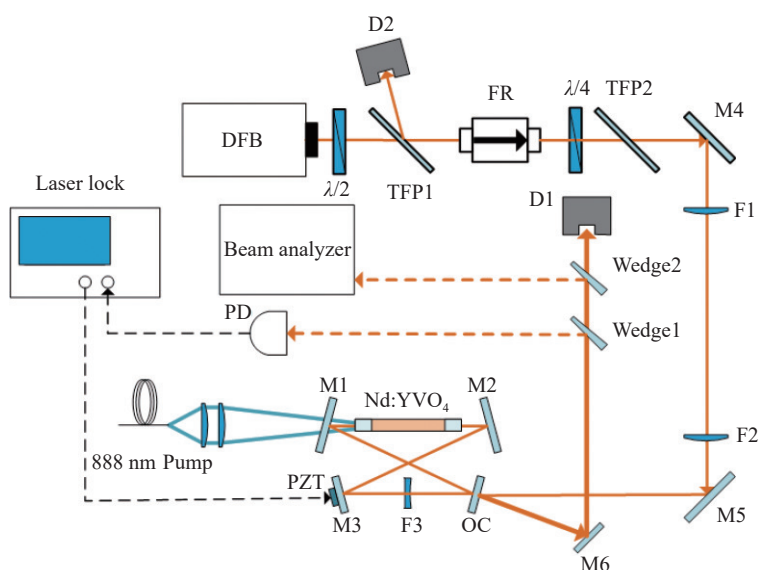 D2
FR
λ/4
TFP2
M4
DFB
λ/2
TFP1
Laser lock
D1
F1
Beam analyzer
Wedge2
PD
Wedge1
M1
Nd:YVO₄
M2
F2
888 nm Pump
PZT
M3
F3
OC
M5
M6